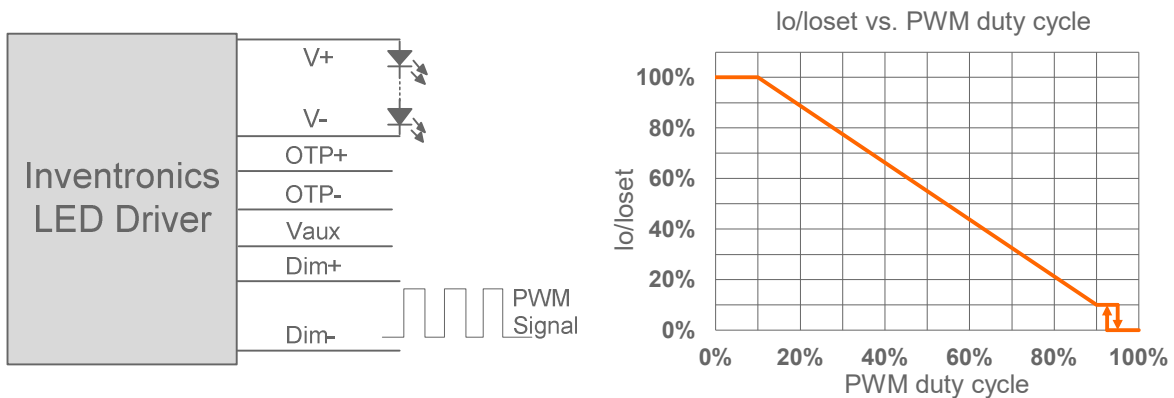 Inventronics
LED Driver
V+
V-
OTP+
OTP-
Vaux
Dim+
Dim-
PWM
Signal
Io/Ioset vs. PWM duty cycle
Io/Ioset
100%
80%
60%
40%
20%
0%
0% 20% 40% 60% 80% 100%
PWM duty cycle